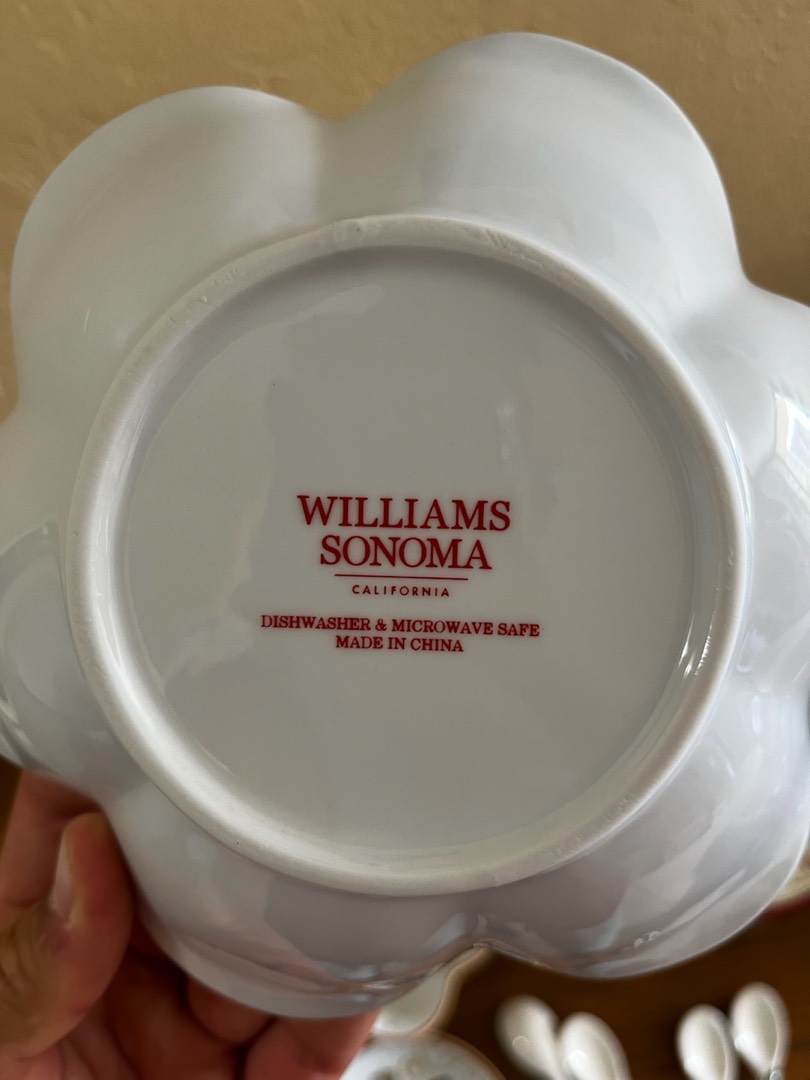 WILLIAMS
SONOMA
CALIFORNIA
DISHWASHER & MICROWAVE SAFE
MADE IN CHINA